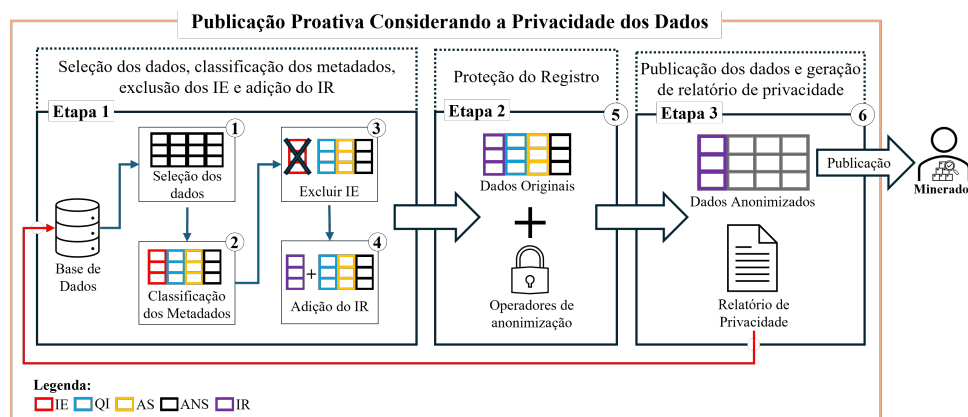 Publicação Proativa Considerando a Privacidade dos Dados
Seleção dos dados, classificação dos metadados,
exclusão dos IE e adição do IR
Etapa 1
1
Seleção dos
dados
2
Classificação
dos Metadados
3
Excluir IE
4
Adição do IR
Base de
Dados
Proteção do Registro
Etapa 2
5
Dados Originais
Operadores de
anonimização
Publicação dos dados e geração
de relatório de privacidade
Etapa 3
6
Dados Anonimizados
Relatório de
Privacidade
Publicação
Minerado
Legenda:
IE QI AS ANS IR